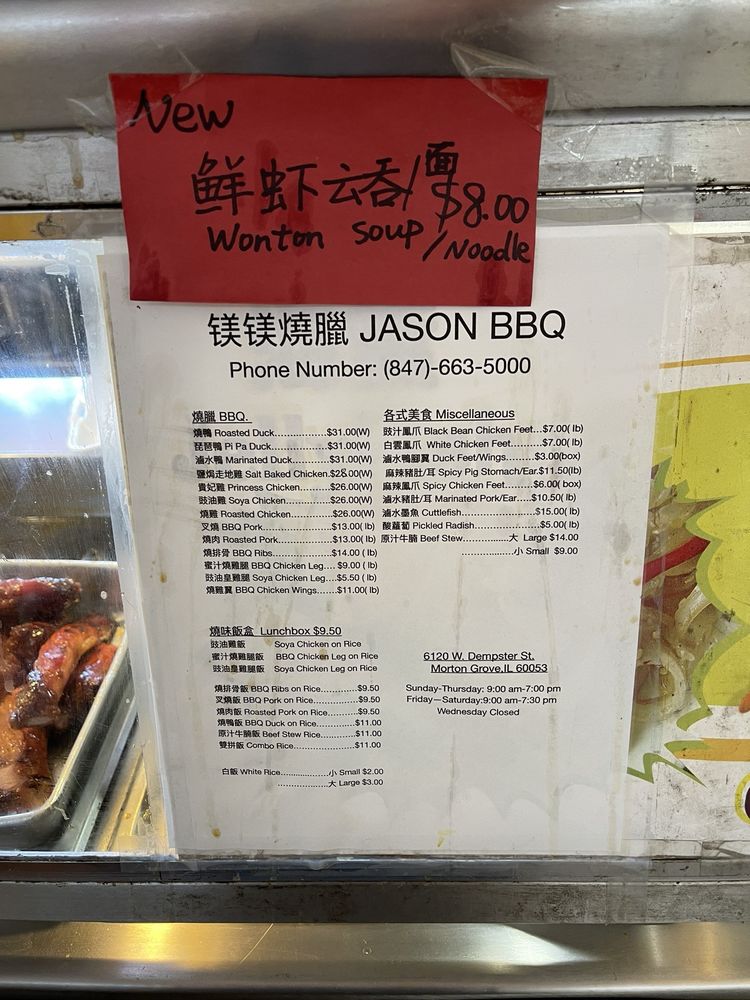 New
鲜虾云吞/面 $8.00
Wonton soup/Noodle
镁镁燒臘 JASON BBQ
Phone Number: (847)-663-5000
燒臘 BBQ.
燒鴨 Roasted Duck....................$31.00(W)
琵琶鴨 Pi Pa Duck...................$31.00(W)
滷水鴨 Marinated Duck...............$31.00(W)
鹽焗走地雞 Salt Baked Chicken.$28.00(W)
貴妃雞 Princess Chicken............$26.00(W)
豉油雞 Soya Chicken................$26.00(W)
燒雞 Roasted Chicken...............$26.00(W)
叉燒 BBQ Pork......................$13.00( lb)
燒肉 Roasted Pork..................$13.00( lb)
燒排骨 BBQ Ribs....................$14.00 ( lb)
蜜汁燒雞腿 BBQ Chicken Leg....$9.00 ( lb)
豉油皇雞腿 Soya Chicken Leg....$5.50 ( lb)
燒雞翼 BBQ Chicken Wings.......$11.00( lb)
各式美食 Miscellaneous
豉汁鳳爪 Black Bean Chicken Feet...$7.00( lb)
白雲鳳爪 White Chicken Feet........$7.00( lb)
滷水鴨腳翼 Duck Feet/Wings.........$3.00(box)
麻辣豬肚/耳 Spicy Pig Stomach/Ear.$11.50(lb)
麻辣鳳爪 Spicy Chicken Feet........$6.00( box)
滷水豬肚/耳 Marinated Pork/Ear.....$10.50( lb)
滷水墨魚 Cuttlefish.....................$15.00( lb)
酸蘿蔔 Pickled Radish..................$5.00( lb)
原汁牛腩 Beef Stew................大 Large $14.00
..................小 Small $9.00
燒味飯盒 Lunchbox $9.50
豉油雞飯 Soya Chicken on Rice
蜜汁燒雞腿飯 BBQ Chicken Leg on Rice
豉油皇雞腿飯 Soya Chicken Leg on Rice
燒排骨飯 BBQ Ribs on Rice............$9.50
叉燒飯 BBQ Pork on Rice..............$9.50
燒肉飯 Roasted Pork on Rice..........$9.50
燒鴨飯 BBQ Duck on Rice.............$11.00
原汁牛腩飯 Beef Stew Rice...........$11.00
雙拼飯 Combo Rice....................$11.00
白飯 White Rice.................小 Small $2.00
..................大 Large $3.00
6120 W. Dempster St.
Morton Grove,IL 60053
Sunday-Thursday: 9:00 am-7:00 pm
Friday—Saturday:9:00 am-7:30 pm
Wednesday Closed